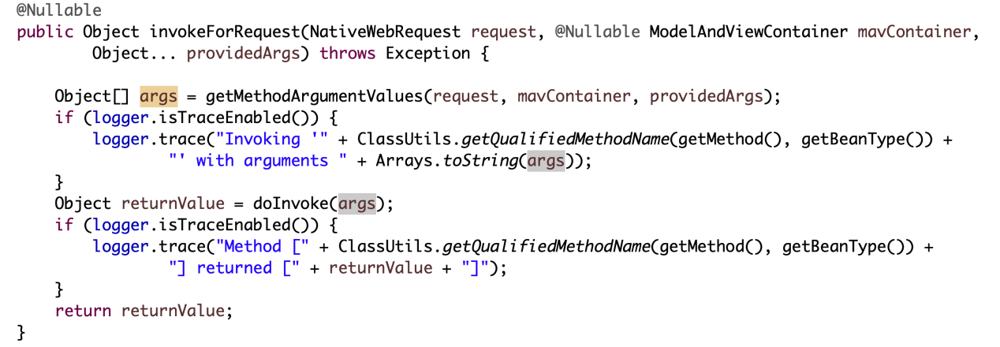 @Nullable
public Object invokeForRequest(NativeWebRequest request, @Nullable ModelAndViewContainer mavContainer,
        Object... providedArgs) throws Exception {

    Object[] args = getMethodArgumentValues(request, mavContainer, providedArgs);
    if (logger.isTraceEnabled()) {
        logger.trace("Invoking '" + ClassUtils.getQualifiedMethodName(getMethod(), getBeanType()) +
                "' with arguments " + Arrays.toString(args));
    }
    Object returnValue = doInvoke(args);
    if (logger.isTraceEnabled()) {
        logger.trace("Method [" + ClassUtils.getQualifiedMethodName(getMethod(), getBeanType()) +
                "] returned [" + returnValue + "]");
    }
    return returnValue;
}